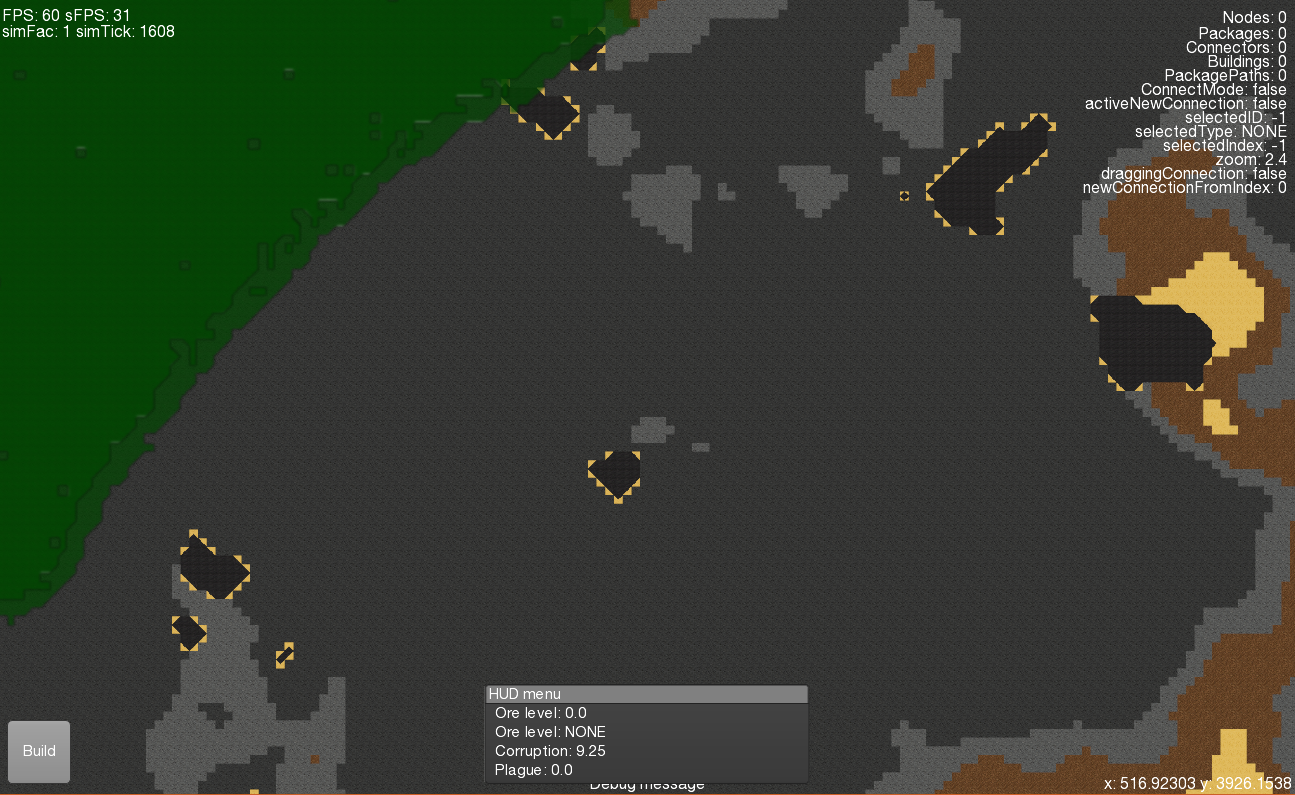 FPS: 60 sFPS: 31
simFac: 1 simTick: 1608
Nodes: 0
Packages: 0
Connectors: 0
Buildings: 0
PackagePaths: 0
ConnectMode: false
activeNewConnection: false
selectedID: -1
selectedType: NONE
selectedIndex: -1
zoom: 2.4
draggingConnection: false
newConnectionFromIndex: 0
HUD menu
Ore level: 0.0
Ore level: NONE
Corruption: 9.25
Plague: 0.0
Build
Debug message
x: 516.92303 y: 3926.1538